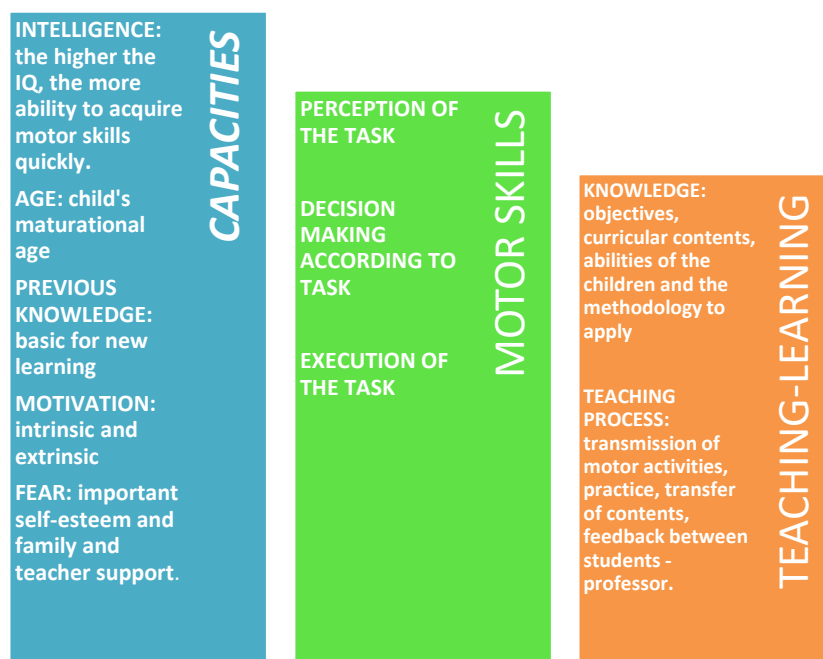 INTELLIGENCE:
the higher the
IQ, the more
ability to acquire
motor skills
quickly.
AGE: child's
maturational
age
PREVIOUS
KNOWLEDGE:
basic for new
learning
MOTIVATION:
intrinsic and
extrinsic
FEAR: important
self-esteem and
family and
teacher support.
CAPACITIES
PERCEPTION OF
THE TASK
DECISION
MAKING
ACCORDING TO
TASK
EXECUTION OF
THE TASK
MOTOR SKILLS
KNOWLEDGE:
objectives,
curricular contents,
abilities of the
children and the
methodology to
apply
TEACHING
PROCESS:
transmission of
motor activities,
practice, transfer
of contents,
feedback between
students -
professor.
TEACHING-LEARNING